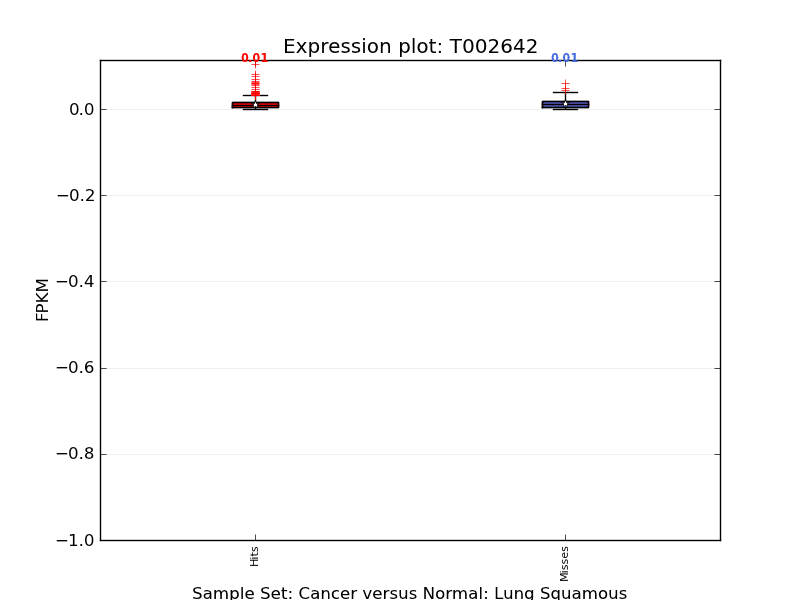 Expression plot: T002642
0.01 0.01
0.0
−0.2
−0.4
FPKM
−0.6
−0.8
−1.0
Hits Misses
Sample Set: Cancer versus Normal: Lung Squamous